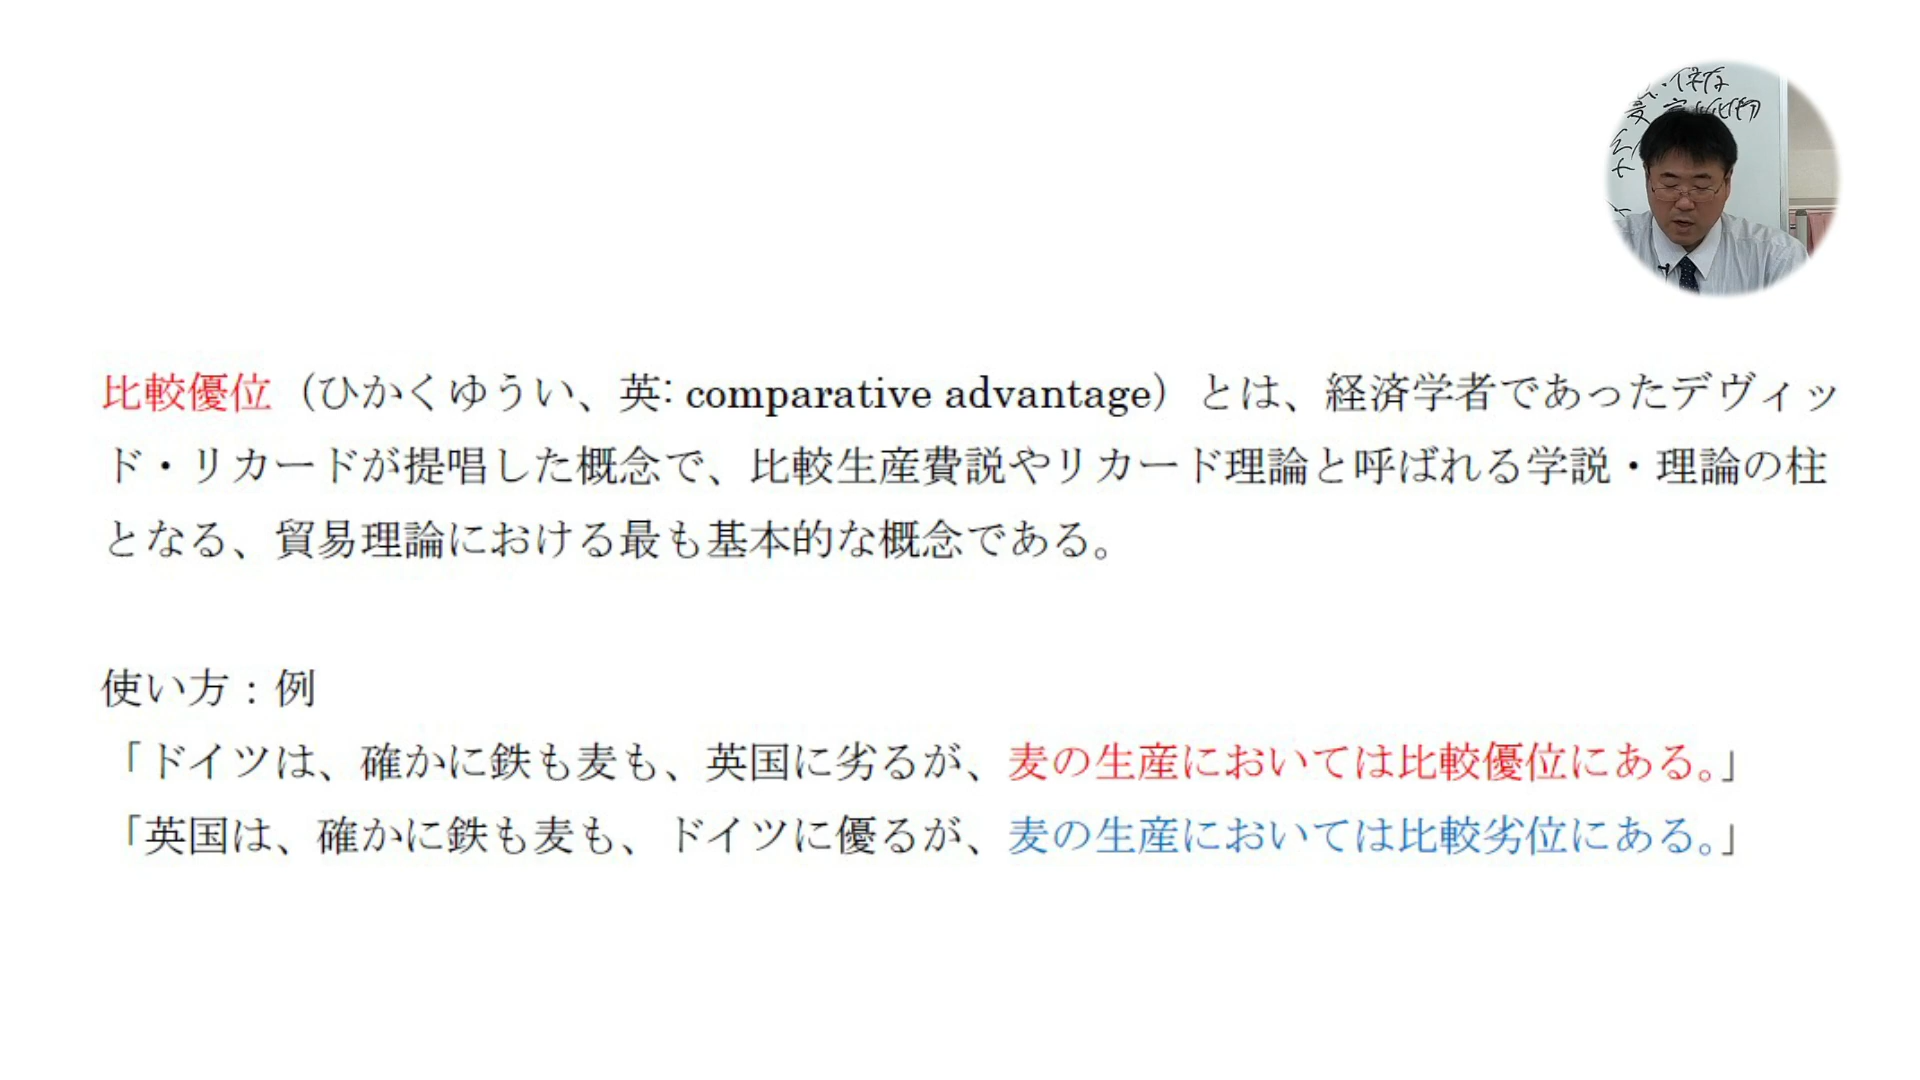 保存
比較優位（ひかくゆうい、英: comparative advantage）とは、経済学者であったデヴィッ
ド・リカードが提唱した概念で、比較生産費説やリカード理論と呼ばれる学説・理論の柱
となる、貿易理論における最も基本的な概念である。
使い方：例
「ドイツは、確かに鉄も麦も、英国に劣るが、麦の生産においては比較優位にある。」
「英国は、確かに鉄も麦も、ドイツに優るが、麦の生産においては比較劣位にある。」